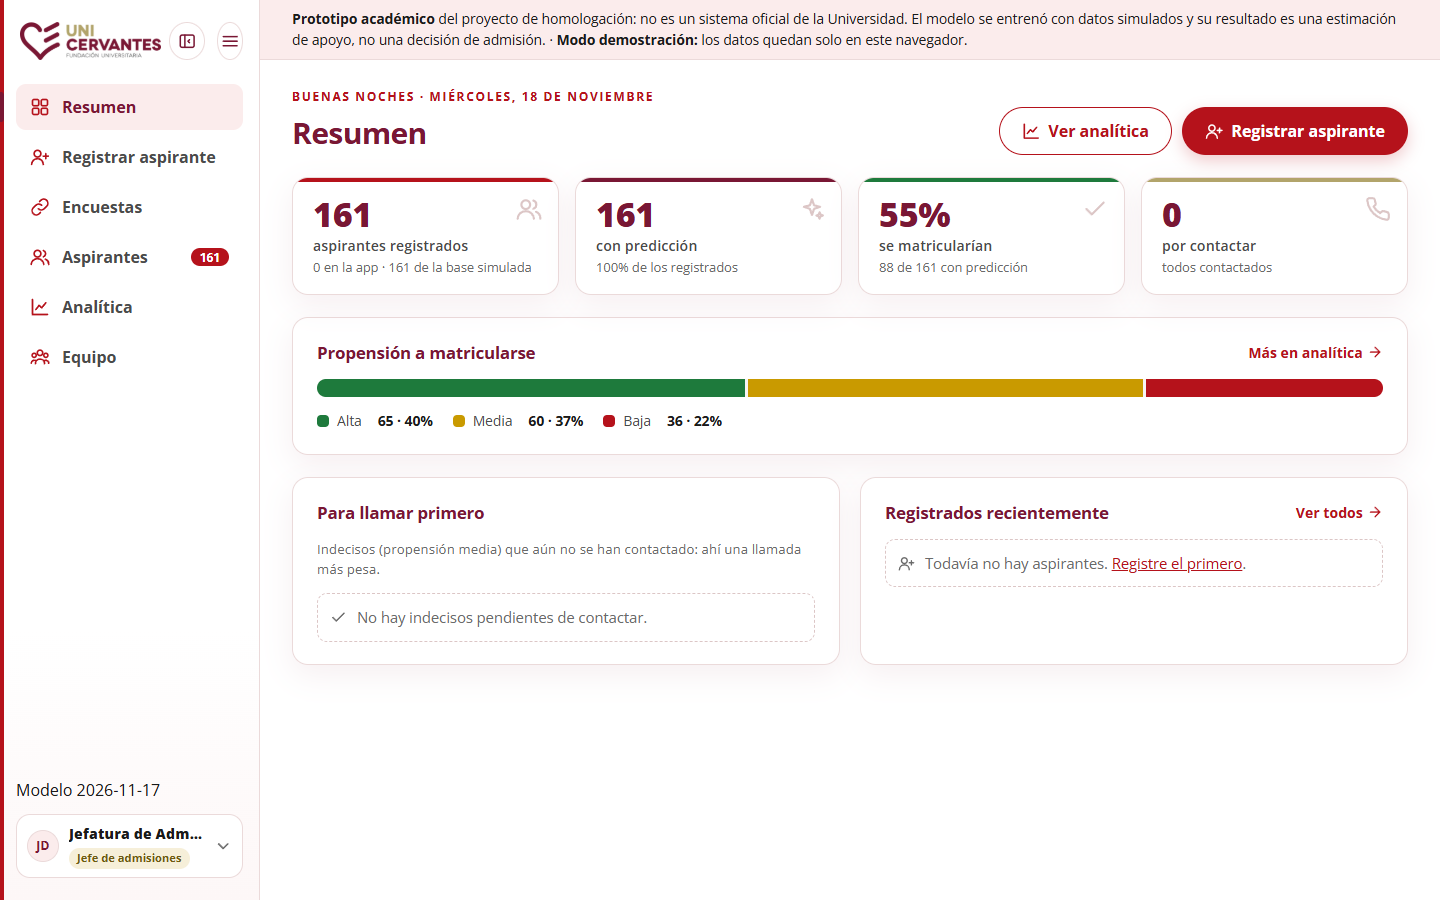 UNI
CERVANTES
FUNDACIÓN UNIVERSITARIA
Resumen
Registrar aspirante
Encuestas
Aspirantes 161
Analítica
Equipo
Modelo 2026-11-17
JD
Jefatura de Adm...
Jefe de admisiones
Prototipo académico del proyecto de homologación: no es un sistema oficial de la Universidad. El modelo se entrenó con datos simulados y su resultado es una estimación
de apoyo, no una decisión de admisión. · Modo demostración: los datos quedan solo en este navegador.
BUENAS NOCHES · MIÉRCOLES, 18 DE NOVIEMBRE
Resumen
Ver analítica
Registrar aspirante
161
aspirantes registrados
0 en la app · 161 de la base simulada
161
con predicción
100% de los registrados
55%
se matricularían
88 de 161 con predicción
0
por contactar
todos contactados
Propensión a matricularse
Más en analítica
Alta 65 · 40% Media 60 · 37% Baja 36 · 22%
Para llamar primero
Indecisos (propensión media) que aún no se han contactado: ahí una llamada
más pesa.
No hay indecisos pendientes de contactar.
Registrados recientemente
Ver todos
Todavía no hay aspirantes. Registre el primero.